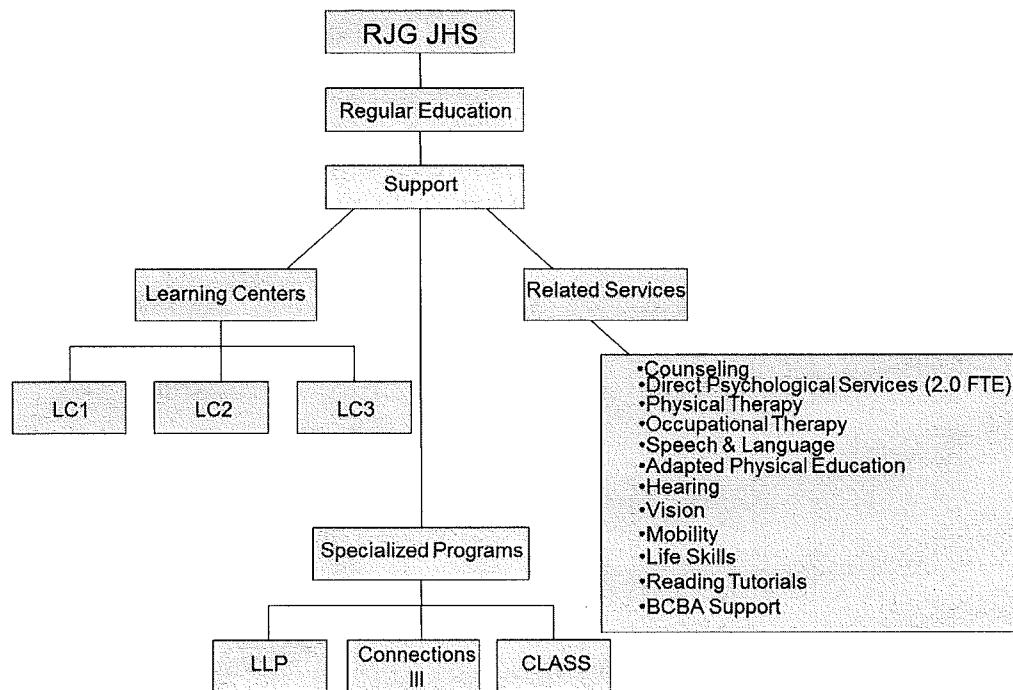 RJG JHS
Regular Education
Support
Learning Centers
Related Services
LC1
LC2
LC3
•Counseling
•Direct Psychological Services (2.0 FTE)
•Physical Therapy
•Occupational Therapy
•Speech & Language
•Adapted Physical Education
•Hearing
•Vision
•Mobility
•Life Skills
•Reading Tutorials
•BCBA Support
Specialized Programs
LLP
Connections
III
CLASS